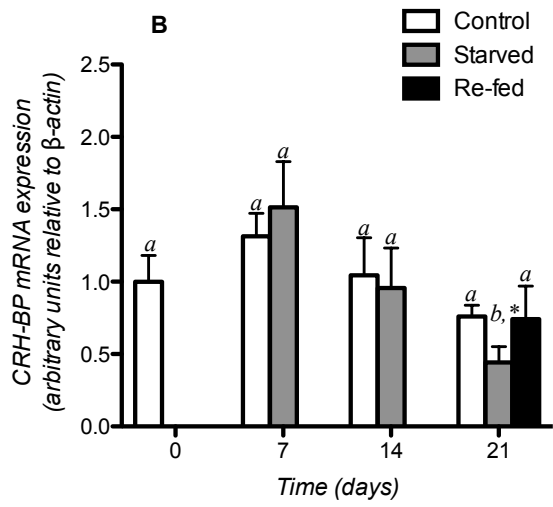 B
Control
Starved
Re-fed
CRH-BP mRNA expression
(arbitrary units relative to β-actin)
2.5
2.0
1.5
1.0
0.5
0.0
a
a
a
a
a
a
b, *
a
0
7
14
21
Time (days)